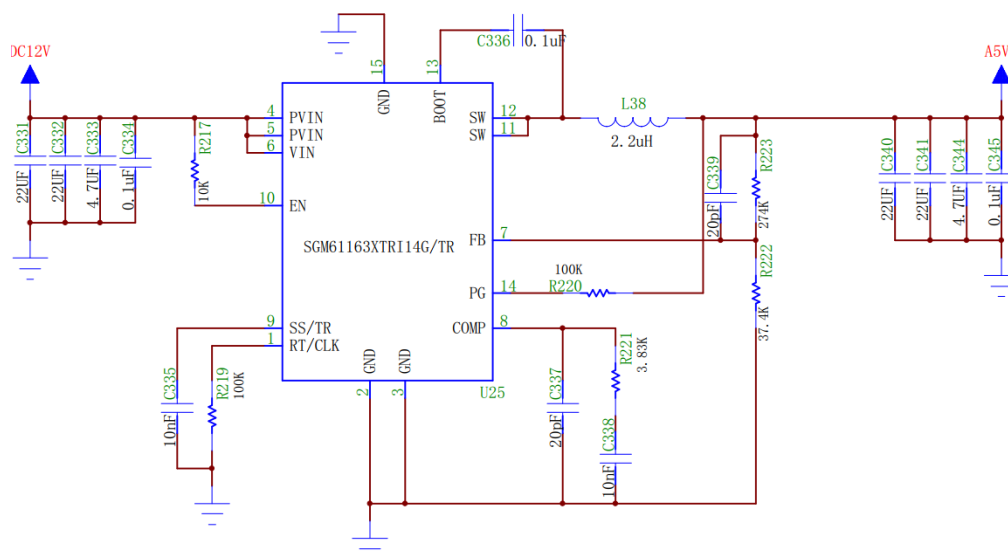 DC12V
C331
22UF
C332
22UF
C333
4.7UF
C334
0.1uF
R217
10K
4
PVIN
5
PVIN
6
VIN
10
EN
15
GND
13
BOOT
C336
0.1uF
12
SW
11
SW
L38
2.2uH
A5V
C339
20pF
R223
274K
C340
22UF
C341
22UF
C344
4.7UF
C345
0.1uF
SGM61163XTRI14G/TR
FB
7
R222
37.4K
PG
14
100K
R220
COMP
8
R221
3.83K
9
SS/TR
1
RT/CLK
C335
10nF
R219
100K
GND
2
GND
3
U25
C337
20pF
C338
10nF